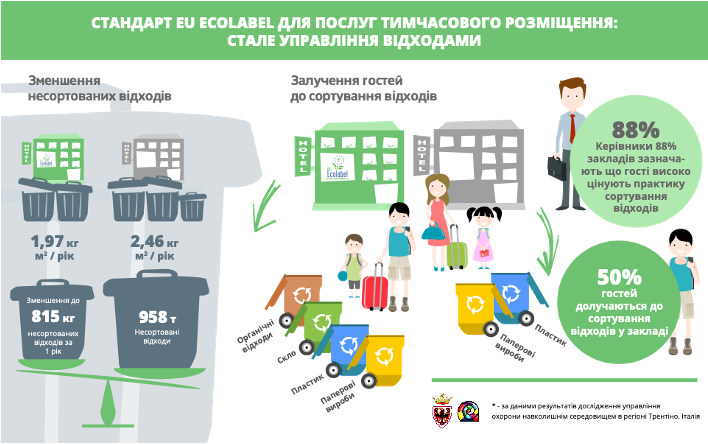 СТАНДАРТ EU ECOLABEL ДЛЯ ПОСЛУГ ТИМЧАСОВОГО РОЗМІЩЕННЯ:
СТАЛЕ УПРАВЛІННЯ ВІДХОДАМИ
Зменшення
несортованих відходів
HOTEL
Ecolabel
HOTEL
1,97 кг
м² / рік
2,46 кг
м² / рік
Зменшення до
815 кг
несортованих
відходів за
1 рік
958 т
Несортовані
відходи
Залучення гостей
до сортування відходів
HOTEL
Ecolabel
HOTEL
Органічні
відходи
Скло
Пластик
Паперові
вироби
Паперові
вироби
Пластик
88%
Керівники 88%
закладів зазнача-
ють що гості високо
цінують практику
сортування
відходів
50%
гостей
долучаються до
сортування
відходів у закладі
* - за даними результатів дослідження управління
охорони навколишнім середовищем в регіоні Трентіно, Італія